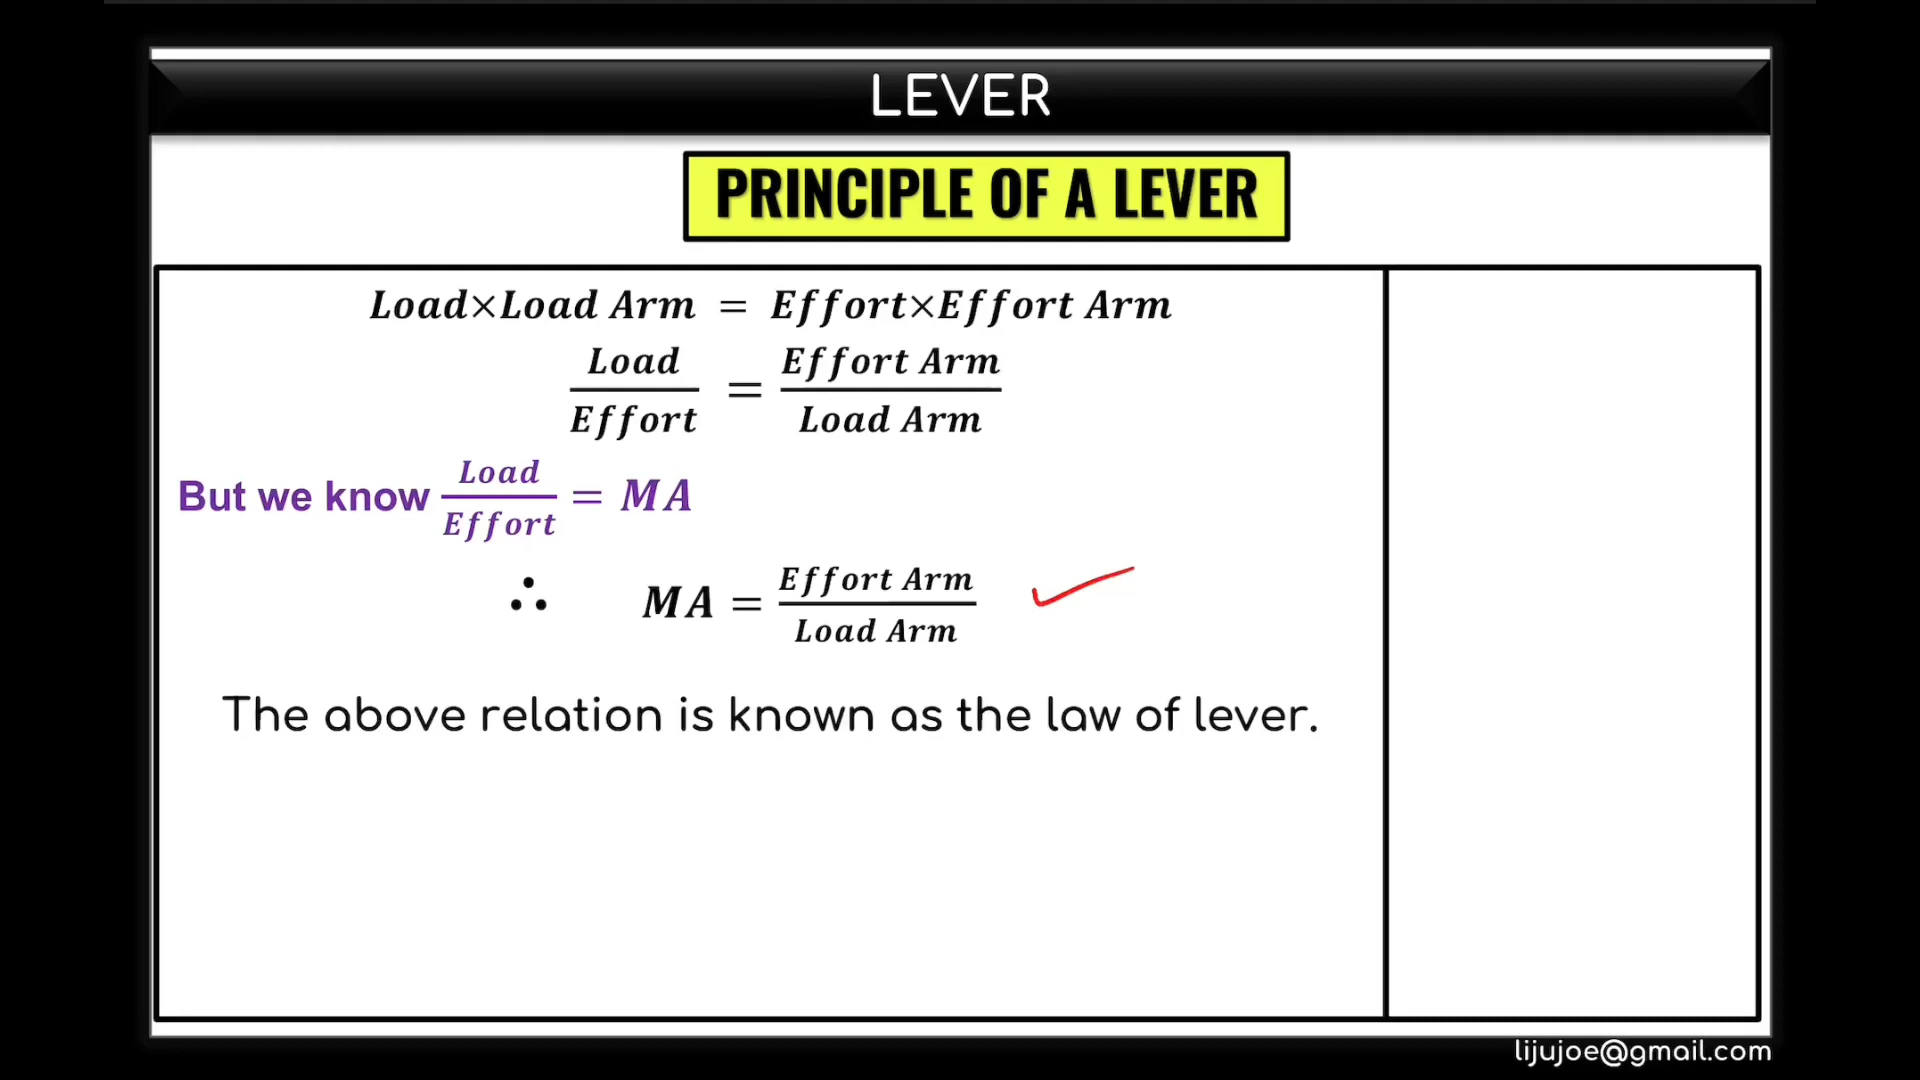 LEVER
PRINCIPLE OF A LEVER
Load×Load Arm = Effort×Effort Arm
Load/Effort = Effort Arm/Load Arm
But we know Load/Effort = MA
∴ MA = Effort Arm/Load Arm
The above relation is known as the law of lever.
lijujoe@gmail.com